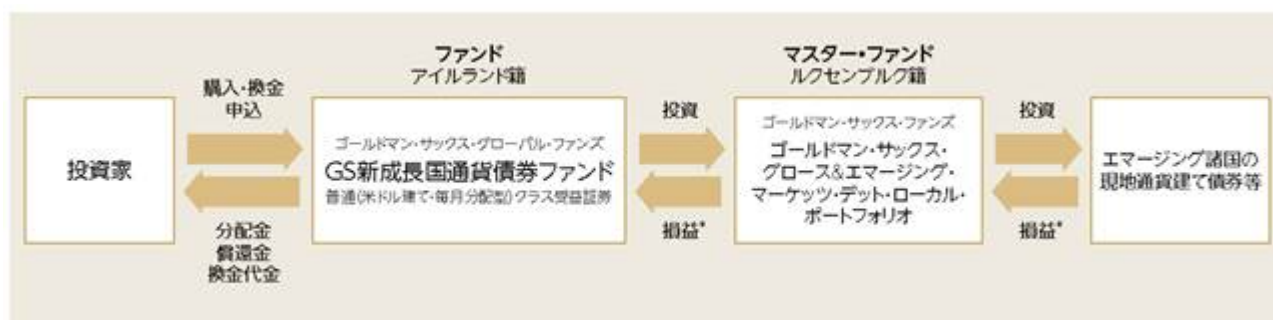 ファンド
アイルランド籍
マスター・ファンド
ルクセンブルク籍
購入・換金
申込
投資
投資
投資家
ゴールドマン・サックス・グローバル・ファンズ
GS新成長国通貨債券ファンド
普通(米ドル建て・毎月分配型)クラス受益証券
ゴールドマン・サックス・ファンズ
ゴールドマン・サックス・
グロース&エマージング・
マーケッツ・デット・ローカル・
ポートフォリオ
エマージング諸国の
現地通貨建て債券等
分配金
償還金
換金代金
損益*
損益*